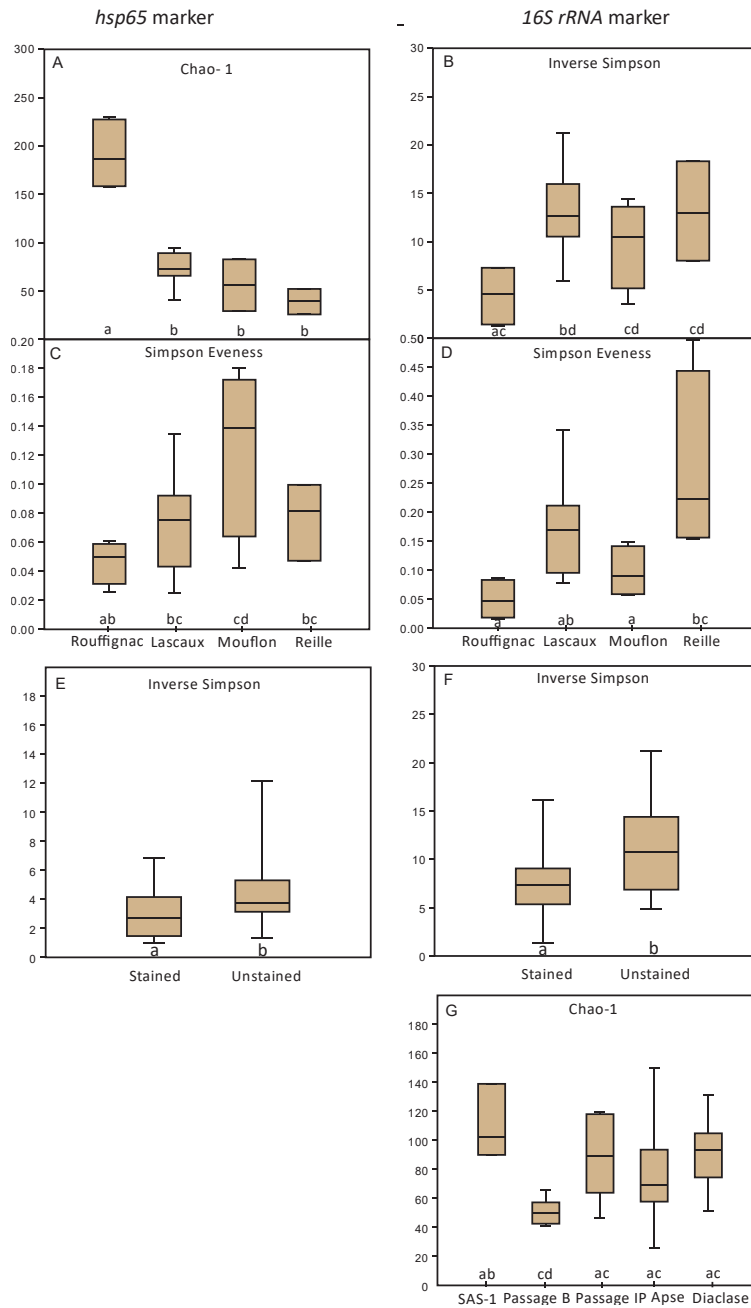 hsp65 marker
16S rRNA marker
A
Chao- 1
300
250
200
150
100
50
a b b b
B
Inverse Simpson
30
25
20
15
10
5
ac bd cd cd
C
Simpson Eveness
0.20
0.18
0.16
0.14
0.12
0.10
0.08
0.06
0.04
0.02
0.00
ab bc cd bc
Rouffignac Lascaux Mouflon Reille
D
Simpson Eveness
0.50
0.45
0.40
0.35
0.30
0.25
0.20
0.15
0.10
0.05
0.00
a ab a bc
Rouffignac Lascaux Mouflon Reille
E
Inverse Simpson
18
16
14
12
10
8
6
4
2
0
a b
Stained Unstained
F
Inverse Simpson
30
25
20
15
10
5
0
a b
Stained Unstained
G
Chao-1
180
160
140
120
100
80
60
40
20
0
ab cd ac ac ac
SAS-1 Passage B Passage IP Apse Diaclase